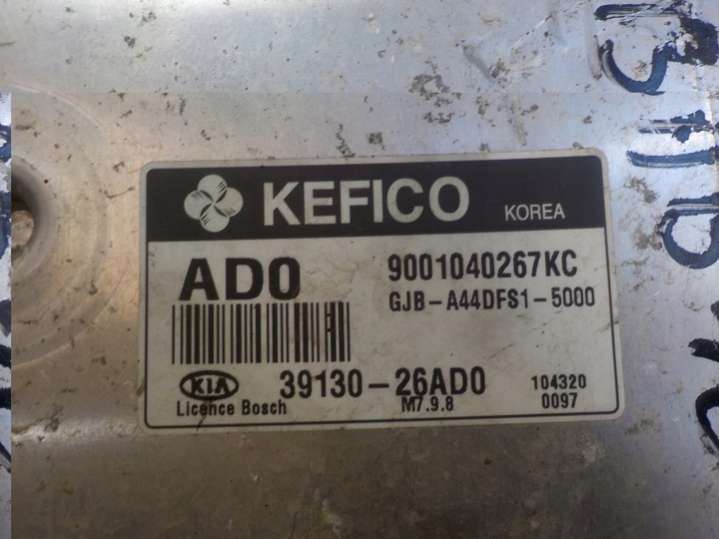 KEFICO KOREA
AD0 9001040267KC
GJB-A44DFS1-5000
KIA 39130-26AD0 104320
Licence Bosch M7.9.8 0097